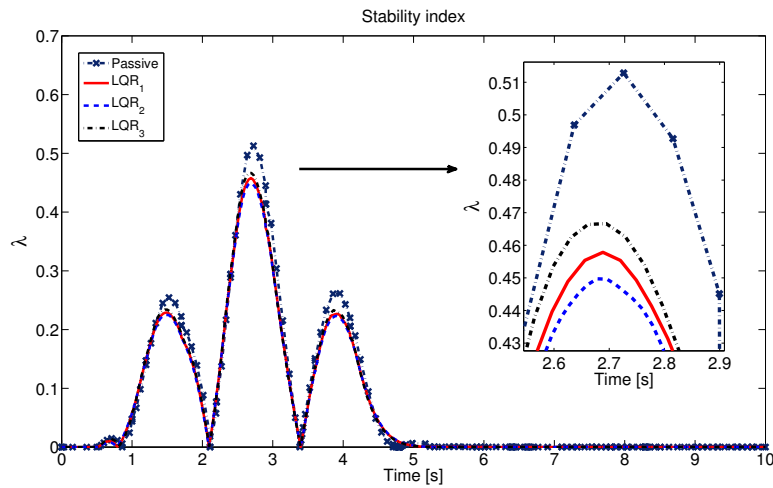 Stability index
0.7
0.6
0.5
0.4
0.3
0.2
0.1
0
λ
0 1 2 3 4 5 6 7 8 9 10
Time [s]
Passive
LQR₁
LQR₂
LQR₃
0.51
0.5
0.49
0.48
0.47
0.46
0.45
0.44
0.43
λ
2.6 2.7 2.8 2.9
Time [s]